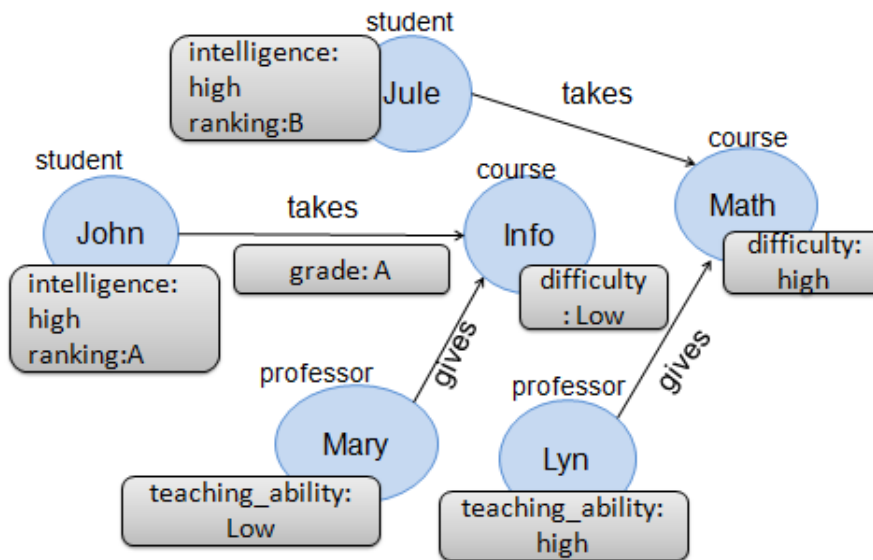 student
intelligence:
high
ranking:B
Jule
takes
course
Math
difficulty:
high
student
John
intelligence:
high
ranking:A
takes
grade: A
course
Info
difficulty
: Low
gives
gives
professor
Mary
teaching_ability:
Low
professor
Lyn
teaching_ability:
high